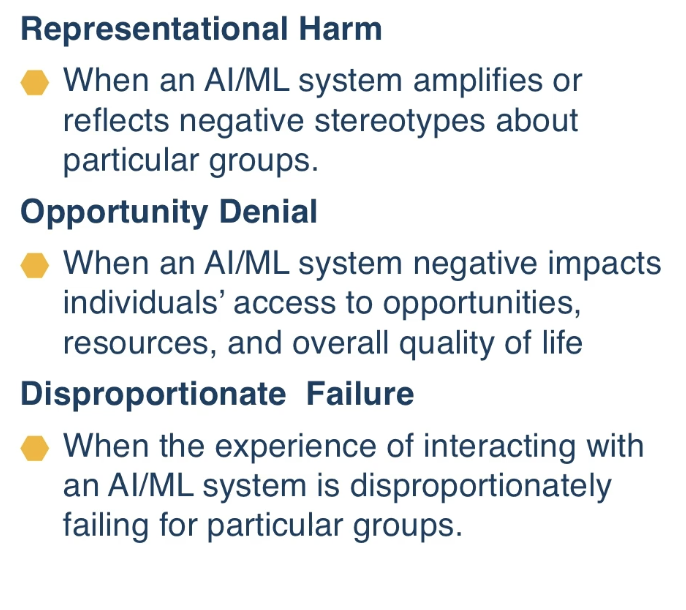 Representational Harm
When an AI/ML system amplifies or
reflects negative stereotypes about
particular groups.
Opportunity Denial
When an AI/ML system negative impacts
individuals’ access to opportunities,
resources, and overall quality of life
Disproportionate  Failure
When the experience of interacting with
an AI/ML system is disproportionately
failing for particular groups.